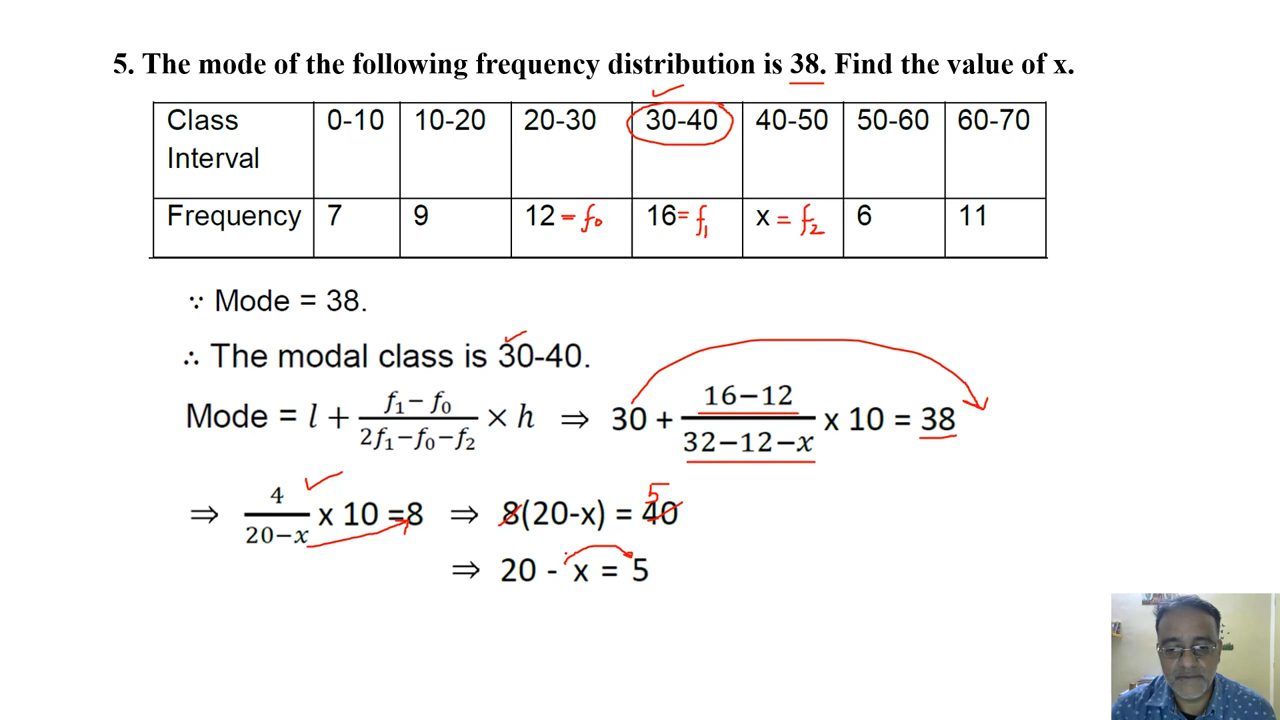 5. The mode of the following frequency distribution is 38. Find the value of x.
Class Interval 0-10 10-20 20-30 30-40 40-50 50-60 60-70
Frequency 7 9 12 = f₀ 16 = f₁ x = f₂ 6 11
∵ Mode = 38.
∴ The modal class is 30-40.
Mode = l + (f₁ − f₀)/(2f₁−f₀−f₂) × h ⇒ 30 + (16−12)/(32−12−x) x 10 = 38
⇒ 4/(20−x) x 10 =8 ⇒ 8(20-x) = 40 5
⇒ 20 - x = 5